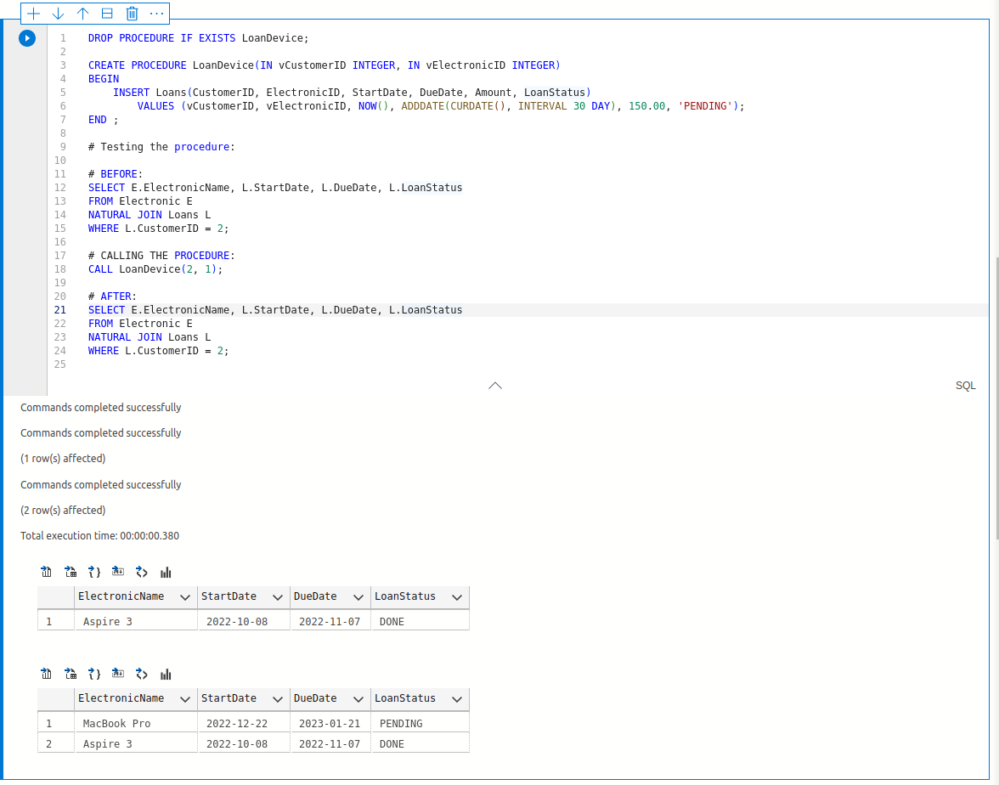 1 DROP PROCEDURE IF EXISTS LoanDevice;
2
3 CREATE PROCEDURE LoanDevice(IN vCustomerID INTEGER, IN vElectronicID INTEGER)
4 BEGIN
5     INSERT Loans(CustomerID, ElectronicID, StartDate, DueDate, Amount, LoanStatus)
6         VALUES (vCustomerID, vElectronicID, NOW(), ADDDATE(CURDATE(), INTERVAL 30 DAY), 150.00, 'PENDING');
7 END ;
8
9 # Testing the procedure:
10
11 # BEFORE:
12 SELECT E.ElectronicName, L.StartDate, L.DueDate, L.LoanStatus
13 FROM Electronic E
14 NATURAL JOIN Loans L
15 WHERE L.CustomerID = 2;
16
17 # CALLING THE PROCEDURE:
18 CALL LoanDevice(2, 1);
19
20 # AFTER:
21 SELECT E.ElectronicName, L.StartDate, L.DueDate, L.LoanStatus
22 FROM Electronic E
23 NATURAL JOIN Loans L
24 WHERE L.CustomerID = 2;
25
SQL
Commands completed successfully
Commands completed successfully
(1 row(s) affected)
Commands completed successfully
(2 row(s) affected)
Total execution time: 00:00:00.380
ElectronicName StartDate DueDate LoanStatus
1 Aspire 3 2022-10-08 2022-11-07 DONE
ElectronicName StartDate DueDate LoanStatus
1 MacBook Pro 2022-12-22 2023-01-21 PENDING
2 Aspire 3 2022-10-08 2022-11-07 DONE